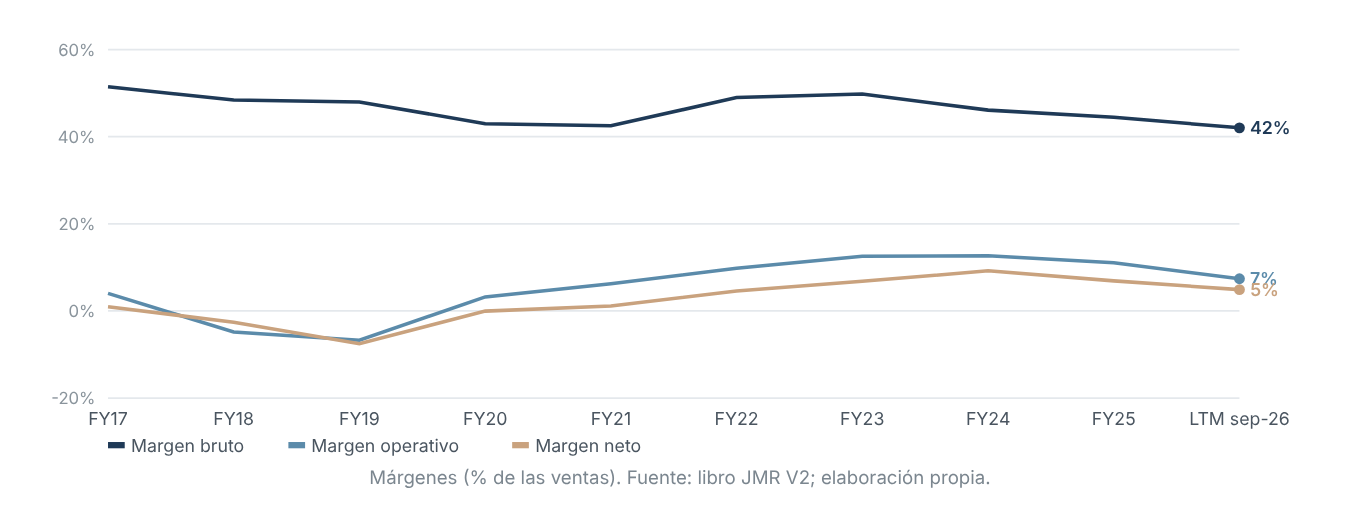 60%
40%
20%
0%
-20%
42%
7%
5%
FY17 FY18 FY19 FY20 FY21 FY22 FY23 FY24 FY25 LTM sep-26
Margen bruto Margen operativo Margen neto
Márgenes (% de las ventas). Fuente: libro JMR V2; elaboración propia.